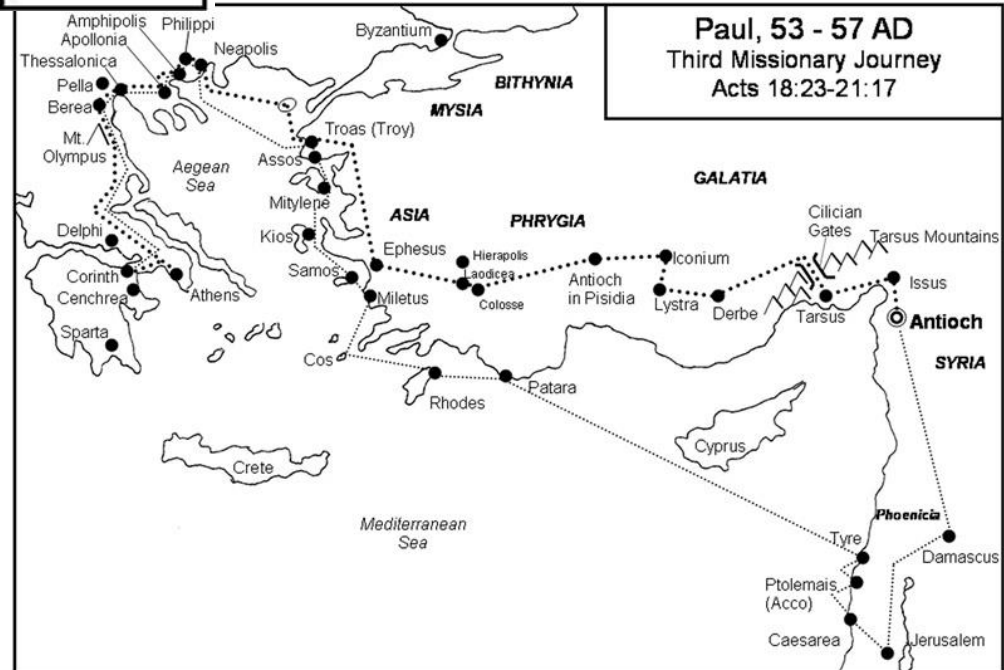 Paul, 53 - 57 AD
Third Missionary Journey
Acts 18:23-21:17
Amphipolis
Apollonia
Thessalonica
Pella
Berea
Mt.
Olympus
Philippi
Neapolis
Byzantium
BITHYNIA
MYSIA
Troas (Troy)
Assos
Aegean
Sea
Mitylene
GALATIA
ASIA
PHRYGIA
Cilician
Gates
Tarsus Mountains
Delphi
Kios
Ephesus
Hierapolis
Laodicea
Colosse
Antioch
in Pisidia
Iconium
Lystra
Derbe
Tarsus
Issus
Antioch
SYRIA
Corinth
Cenchrea
Athens
Samos
Miletus
Sparta
Cos
Rhodes
Patara
Cyprus
Crete
Mediterranean
Sea
Phoenicia
Tyre
Damascus
Ptolemais
(Acco)
Caesarea
Jerusalem